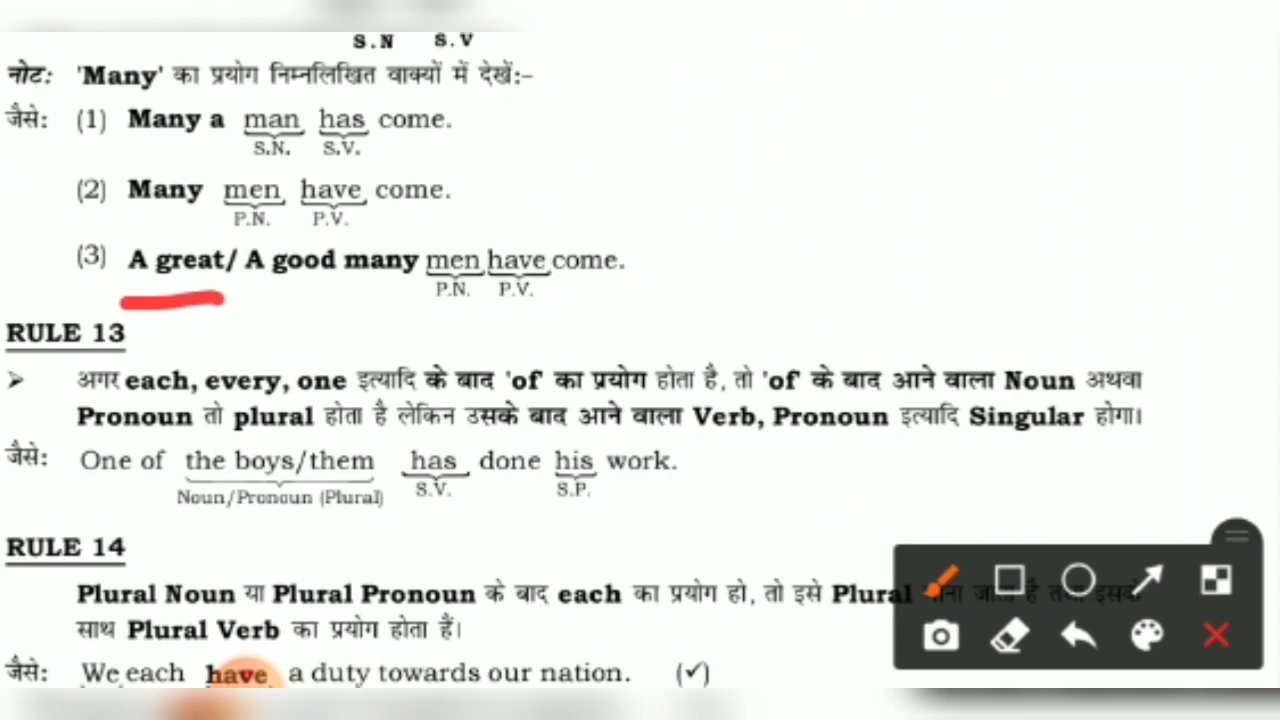 S.N S.V
नोट: 'Many' का प्रयोग निम्नलिखित वाक्यों में देखें:-
जैसे: (1) Many a man has come.
S.N. S.V.
(2) Many men have come.
P.N. P.V.
(3) A great/ A good many men have come.
P.N. P.V.
RULE 13
➤ अगर each, every, one इत्यादि के बाद 'of' का प्रयोग होता है, तो 'of' के बाद आने वाला Noun अथवा
Pronoun तो plural होता है लेकिन उसके बाद आने वाला Verb, Pronoun इत्यादि Singular होगा।
जैसे: One of the boys/them has done his work.
Noun/Pronoun (Plural) S.V. S.P.
RULE 14
Plural Noun या Plural Pronoun के बाद each का प्रयोग हो, तो इसे Plural माना जाता है तथा इसके
साथ Plural Verb का प्रयोग होता हैं।
जैसे: We each have a duty towards our nation. (✓)